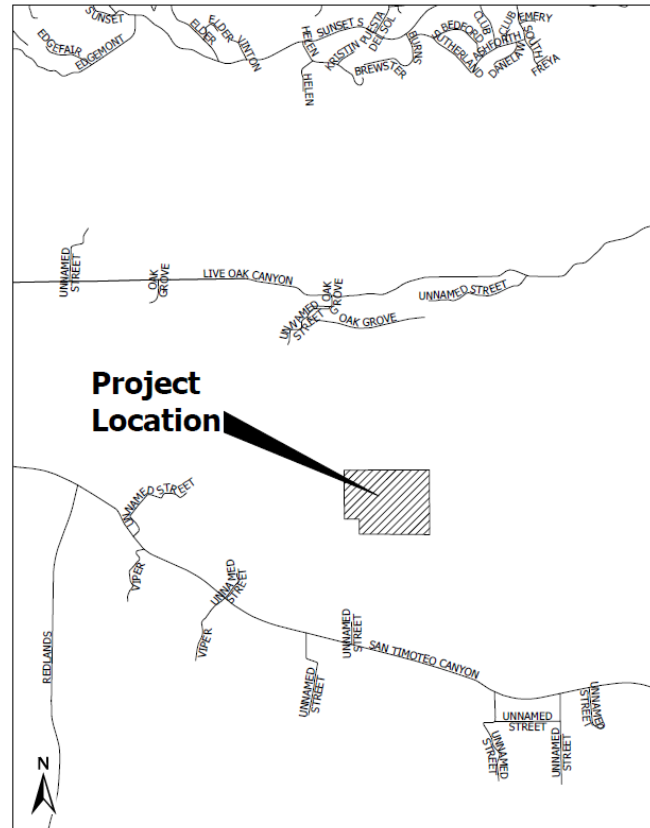 SUNSET
EDGEFAIR
EDGEMONT
ELDER
ELDER
VINTON
HELEN
HELEN
SUNSET S
KRISTIN
PUESTA
DEL SOL
BREWSTER
BURNS
BEDFORD
SUTHERLAND
CLUB
CLUB
ASHFORTH
DANELAW
EMERY
SOUTH
FREYA
UNNAMED
STREET
OAK
GROVE
LIVE OAK CANYON
OAK
GROVE
UNNAMED
STREET
OAK GROVE
UNNAMED STREET
Project
Location
UNNAMED STREET
VIPER
UNNAMED
STREET
VIPER
REDLANDS
UNNAMED
STREET
UNNAMED
STREET
SAN TIMOTEO CANYON
UNNAMED
STREET
UNNAMED
STREET
UNNAMED
STREET
UNNAMED
STREET
N